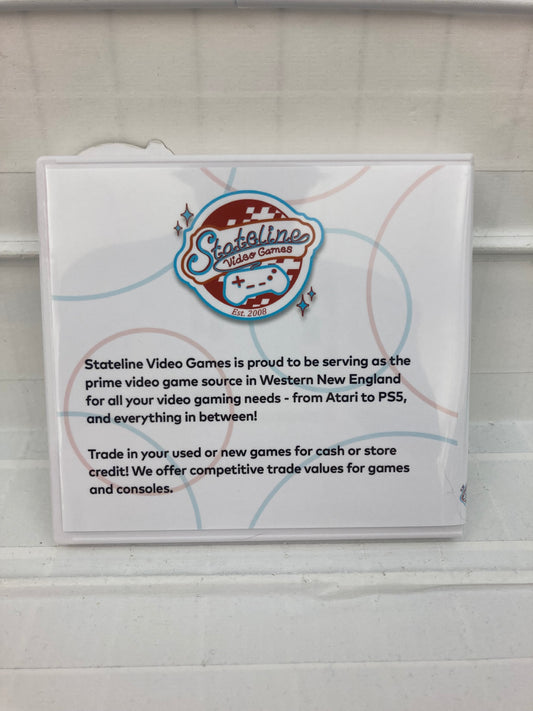 Stateline
Video Games
Est. 2008
Stateline Video Games is proud to be serving as the
prime video game source in Western New England
for all your video gaming needs - from Atari to PS5,
and everything in between!
Trade in your used or new games for cash or store
credit! We offer competitive trade values for games
and consoles.